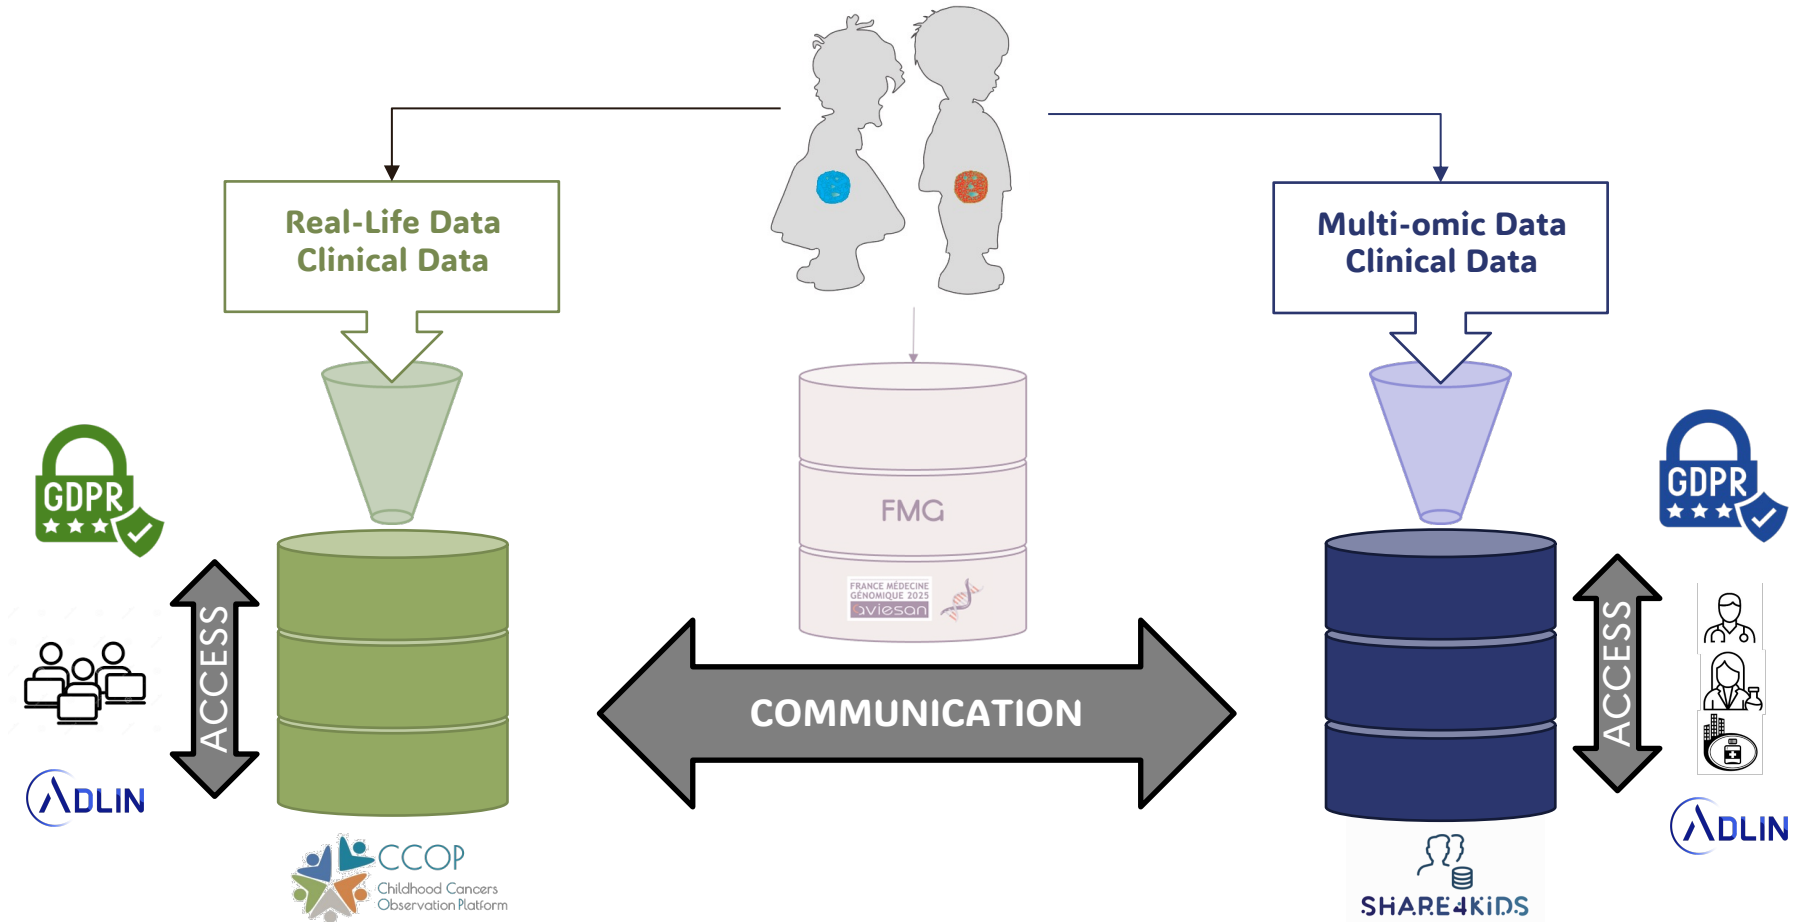 Real-Life Data
Clinical Data
Multi-omic Data
Clinical Data
GDPR
FMG
FRANCE MÉDECINE
GÉNOMIQUE 2025
aviesan
GDPR
ACCESS
COMMUNICATION
ACCESS
ADLIN
ADLIN
CCOP
Childhood Cancers
Observation Platform
SHARE4KiDS